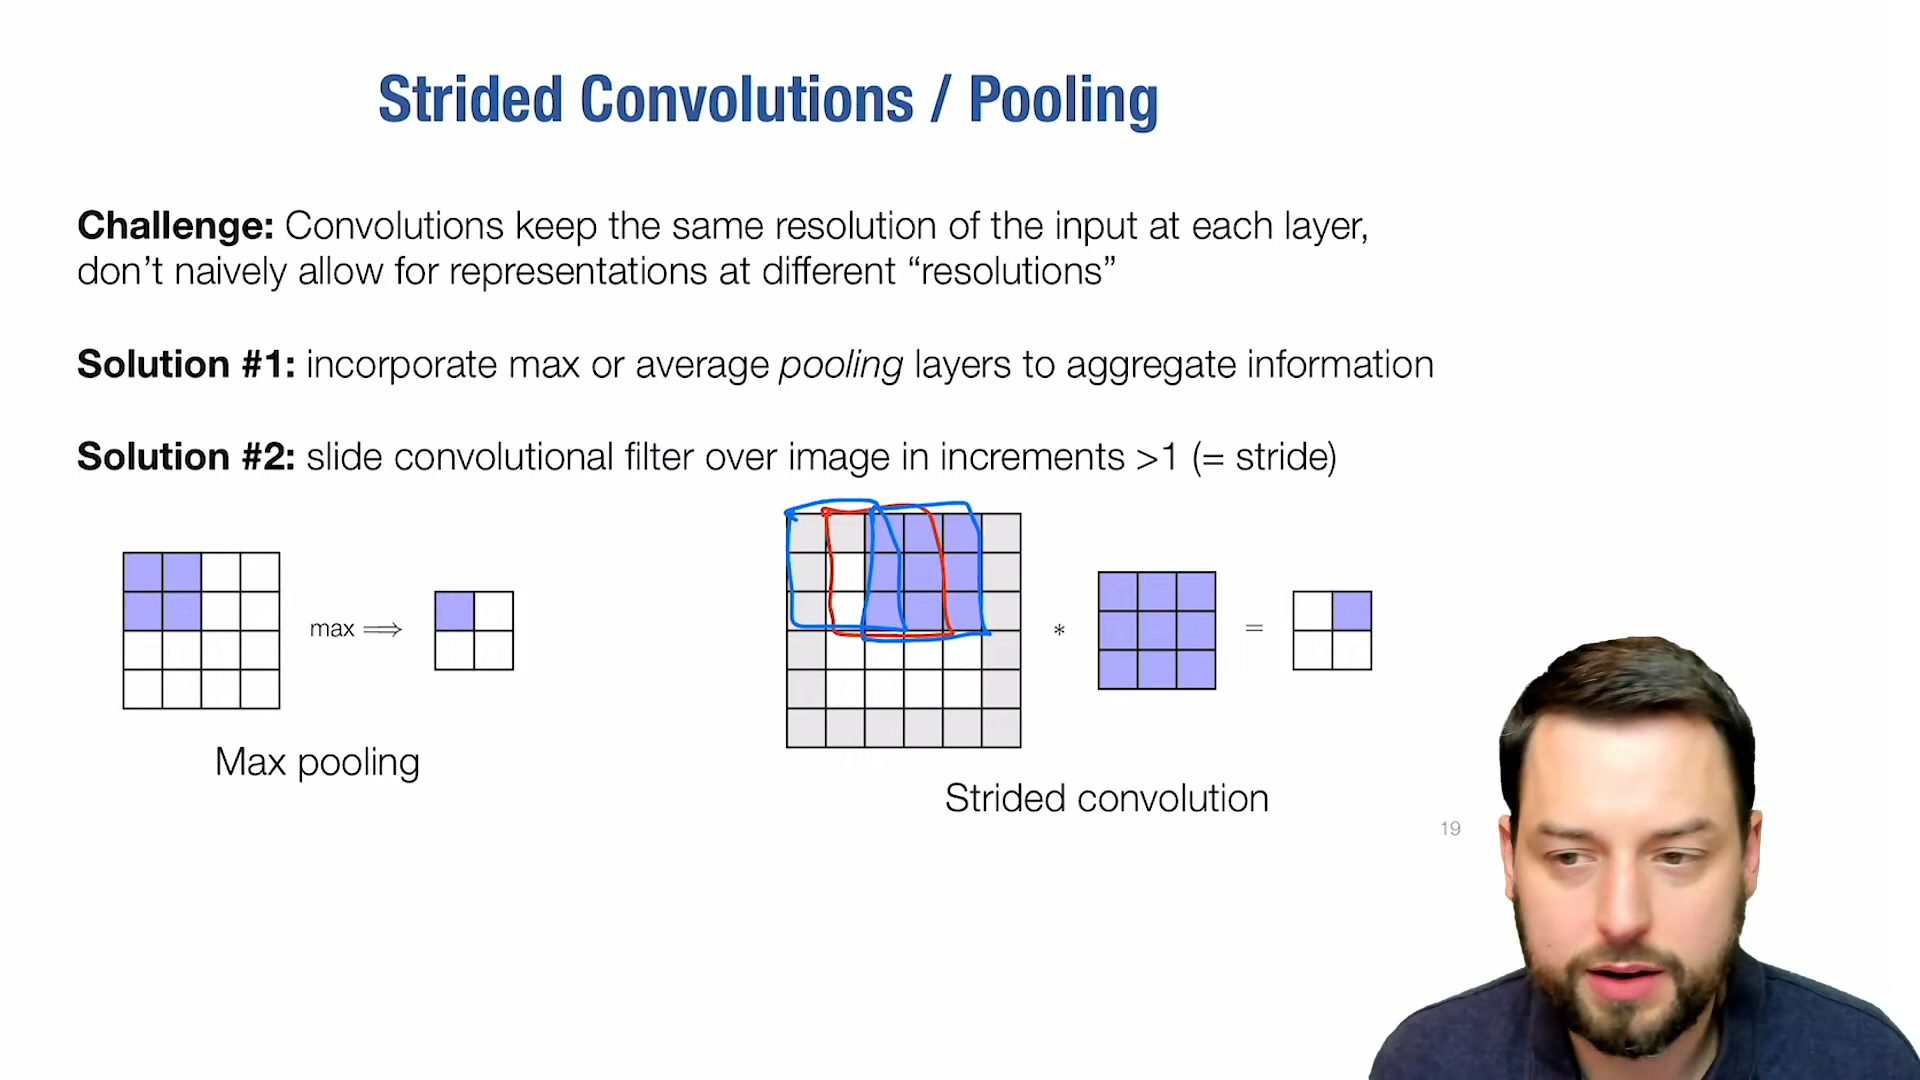 Strided Convolutions / Pooling
Challenge: Convolutions keep the same resolution of the input at each layer,
don’t naively allow for representations at different “resolutions”
Solution #1: incorporate max or average pooling layers to aggregate information
Solution #2: slide convolutional filter over image in increments >1 (= stride)
max ⟹
* =
Max pooling
Strided convolution
19